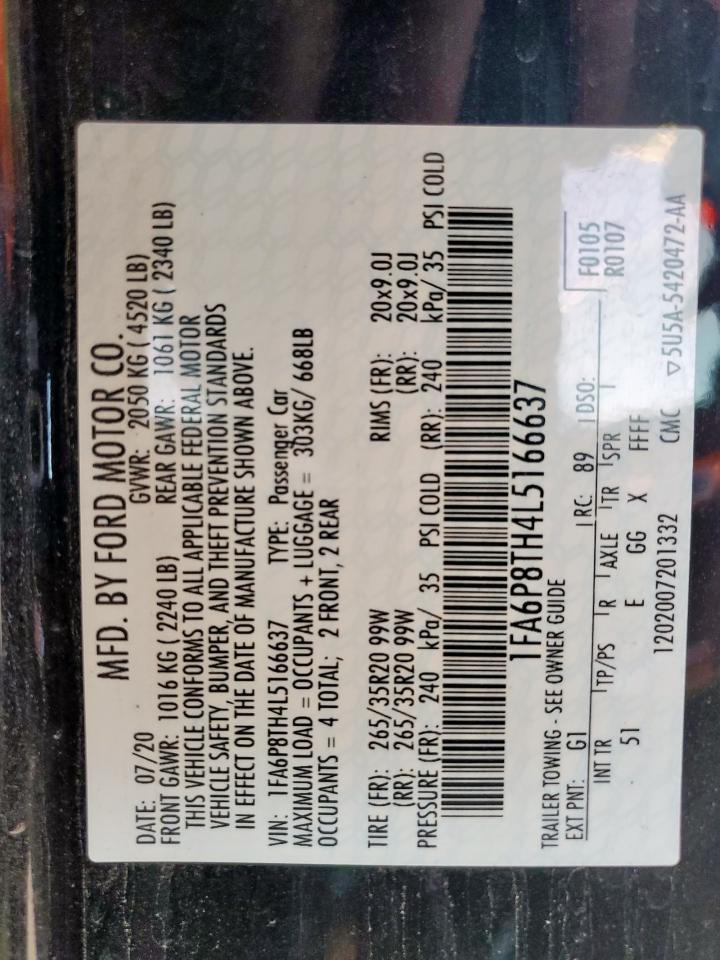 MFD. BY FORD MOTOR CO.
DATE: 07/20 GVWR: 2050 KG ( 4520 LB)
FRONT GAWR: 1016 KG ( 2240 LB) REAR GAWR: 1061 KG ( 2340 LB)
THIS VEHICLE CONFORMS TO ALL APPLICABLE FEDERAL MOTOR
VEHICLE SAFETY, BUMPER, AND THEFT PREVENTION STANDARDS
IN EFFECT ON THE DATE OF MANUFACTURE SHOWN ABOVE.
VIN: 1FA6P8TH4L5166637 TYPE: Passenger Car
MAXIMUM LOAD = OCCUPANTS + LUGGAGE = 303KG/ 668LB
OCCUPANTS = 4 TOTAL; 2 FRONT, 2 REAR
TIRE (FR): 265/35R20 99W RIMS (FR): 20x9.0J
(RR): 265/35R20 99W (RR): 20x9.0J
PRESSURE (FR): 240 kPa/ 35 PSI COLD (RR): 240 kPa/ 35 PSI COLD
1FA6P8TH4L5166637
TRAILER TOWING - SEE OWNER GUIDE
EXT PNT: G1 RC: 89 DSO: F0105
R0107
INT TR TP/PS R AXLE TR SPR
51 E GG X FFFF
1202007201332 CMC ▽5U5A-5420472-AA